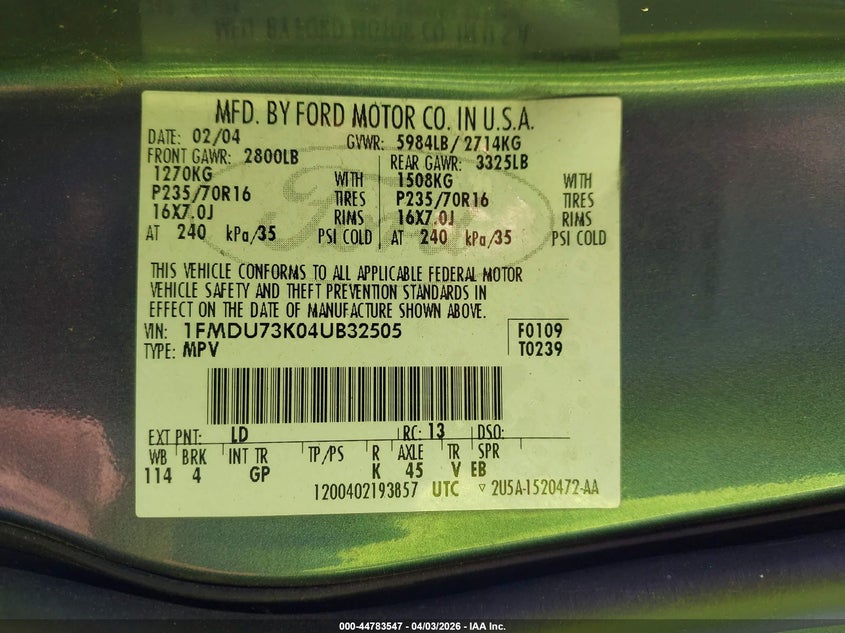 MFD. BY FORD MOTOR CO. IN U.S.A.
DATE: 02/04 GVWR: 5984LB/2714KG
FRONT GAWR: 2800LB REAR GAWR: 3325LB
1270KG WITH 1508KG WITH
P235/70R16 TIRES P235/70R16 TIRES
16X7.0J RIMS 16X7.0J RIMS
AT 240 kPa/35 PSI COLD AT 240 kPa/35 PSI COLD
THIS VEHICLE CONFORMS TO ALL APPLICABLE FEDERAL MOTOR
VEHICLE SAFETY AND THEFT PREVENTION STANDARDS IN
EFFECT ON THE DATE OF MANUFACTURE SHOWN ABOVE.
VIN: 1FMDU73K04UB32505 F0109
TYPE: MPV T0239
EXT PNT: LD RC: 13 DSO:
WB BRK INT TR TP/PS R AXLE TR SPR
114 4 GP K 45 V EB
1200402193857 UTC ▽ 2U5A-1520472-AA
000-44783547 - 04/03/2026 - IAA Inc.